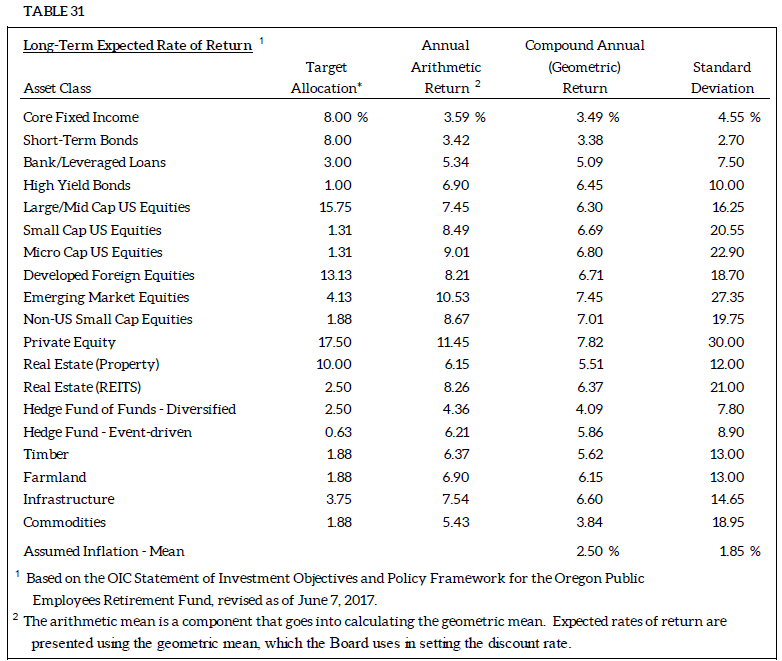 TABLE 31
Long-Term Expected Rate of Return 1
Asset Class Target Allocation* Annual Arithmetic Return 2 Compound Annual (Geometric) Return Standard Deviation
Core Fixed Income 8.00 % 3.59 % 3.49 % 4.55 %
Short-Term Bonds 8.00 3.42 3.38 2.70
Bank/Leveraged Loans 3.00 5.34 5.09 7.50
High Yield Bonds 1.00 6.90 6.45 10.00
Large/Mid Cap US Equities 15.75 7.45 6.30 16.25
Small Cap US Equities 1.31 8.49 6.69 20.55
Micro Cap US Equities 1.31 9.01 6.80 22.90
Developed Foreign Equities 13.13 8.21 6.71 18.70
Emerging Market Equities 4.13 10.53 7.45 27.35
Non-US Small Cap Equities 1.88 8.67 7.01 19.75
Private Equity 17.50 11.45 7.82 30.00
Real Estate (Property) 10.00 6.15 5.51 12.00
Real Estate (REITS) 2.50 8.26 6.37 21.00
Hedge Fund of Funds - Diversified 2.50 4.36 4.09 7.80
Hedge Fund - Event-driven 0.63 6.21 5.86 8.90
Timber 1.88 6.37 5.62 13.00
Farmland 1.88 6.90 6.15 13.00
Infrastructure 3.75 7.54 6.60 14.65
Commodities 1.88 5.43 3.84 18.95
Assumed Inflation - Mean 2.50 % 1.85 %
1 Based on the OIC Statement of Investment Objectives and Policy Framework for the Oregon Public
Employees Retirement Fund, revised as of June 7, 2017.
2 The arithmetic mean is a component that goes into calculating the geometric mean. Expected rates of return are
presented using the geometric mean, which the Board uses in setting the discount rate.